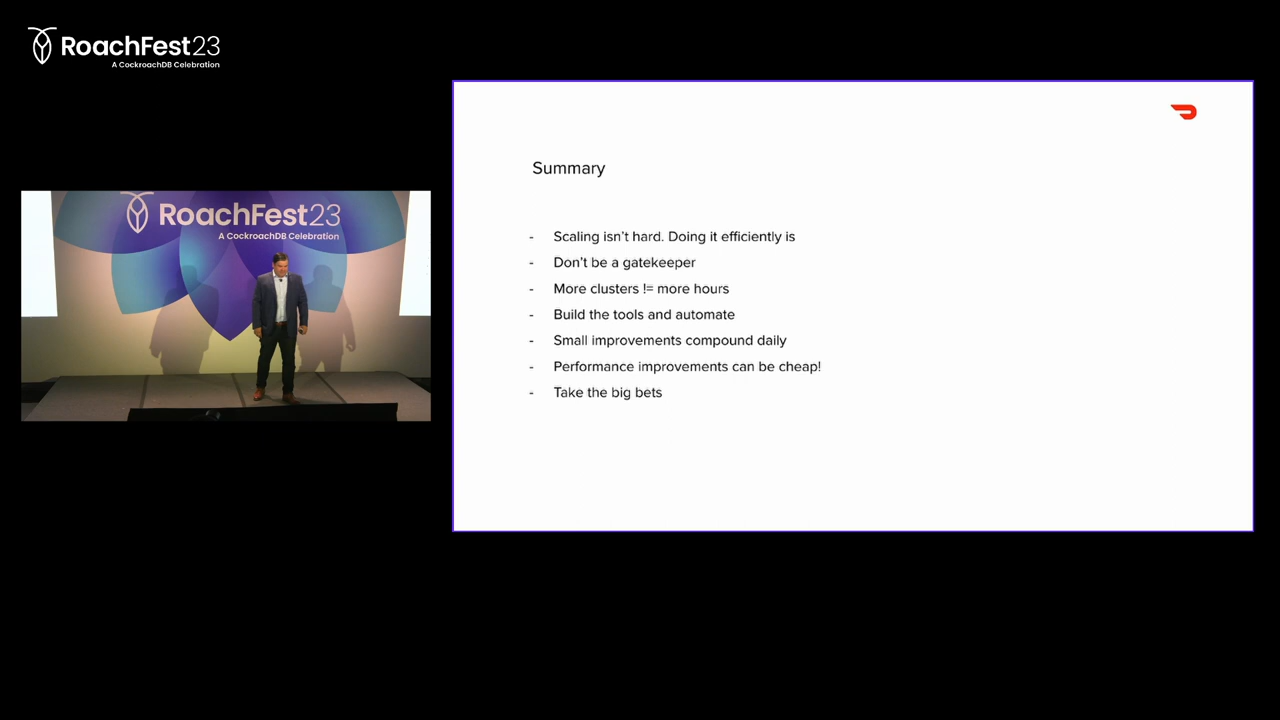 RoachFest23
A CockroachDB Celebration
RoachFest23
A CockroachDB Celebration
Summary
- Scaling isn't hard. Doing it efficiently is
- Don't be a gatekeeper
- More clusters != more hours
- Build the tools and automate
- Small improvements compound daily
- Performance improvements can be cheap!
- Take the big bets